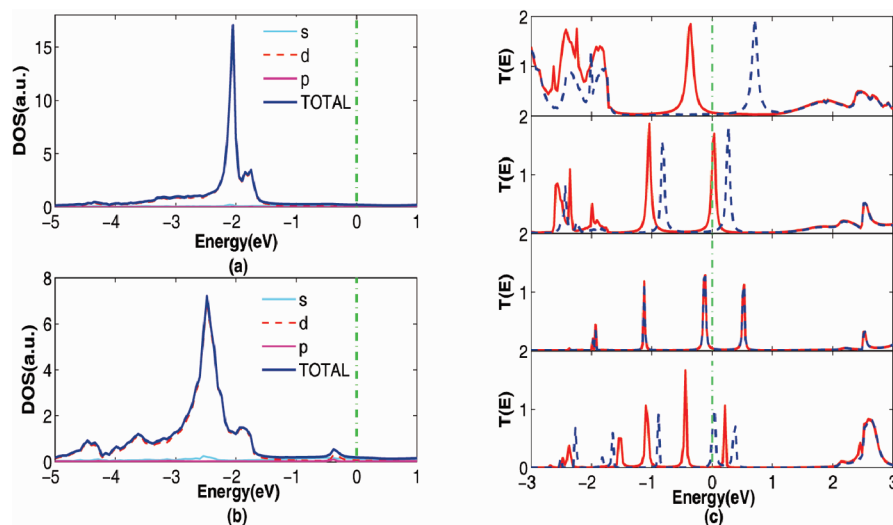 DOS(a.u.)
15
10
5
0
s
d
p
TOTAL
−5 −4 −3 −2 −1 0 1
Energy(eV)
(a)
DOS(a.u.)
8
6
4
2
0
s
d
p
TOTAL
−5 −4 −3 −2 −1 0 1
Energy(eV)
(b)
T(E)
2
1
2
T(E)
1
2
T(E)
1
2
T(E)
1
0
−3 −2 −1 0 1 2 3
Energy(eV)
(c)